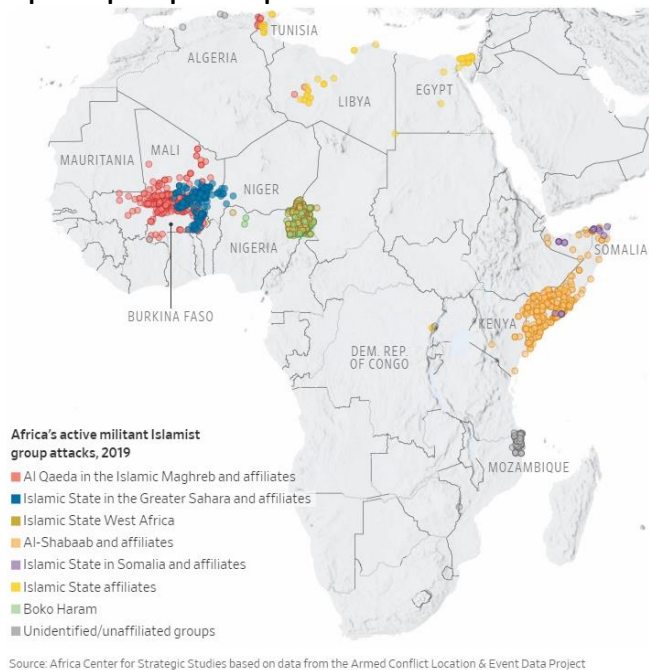 TUNISIA
ALGERIA
LIBYA
EGYPT
MAURITANIA
MALI
NIGER
NIGERIA
SOMALIA
BURKINA FASO
KENYA
DEM. REP.
OF CONGO
MOZAMBIQUE
Africa's active militant Islamist
group attacks, 2019
Al Qaeda in the Islamic Maghreb and affiliates
Islamic State in the Greater Sahara and affiliates
Islamic State West Africa
Al-Shabaab and affiliates
Islamic State in Somalia and affiliates
Islamic State affiliates
Boko Haram
Unidentified/unaffiliated groups
Source: Africa Center for Strategic Studies based on data from the Armed Conflict Location & Event Data Project